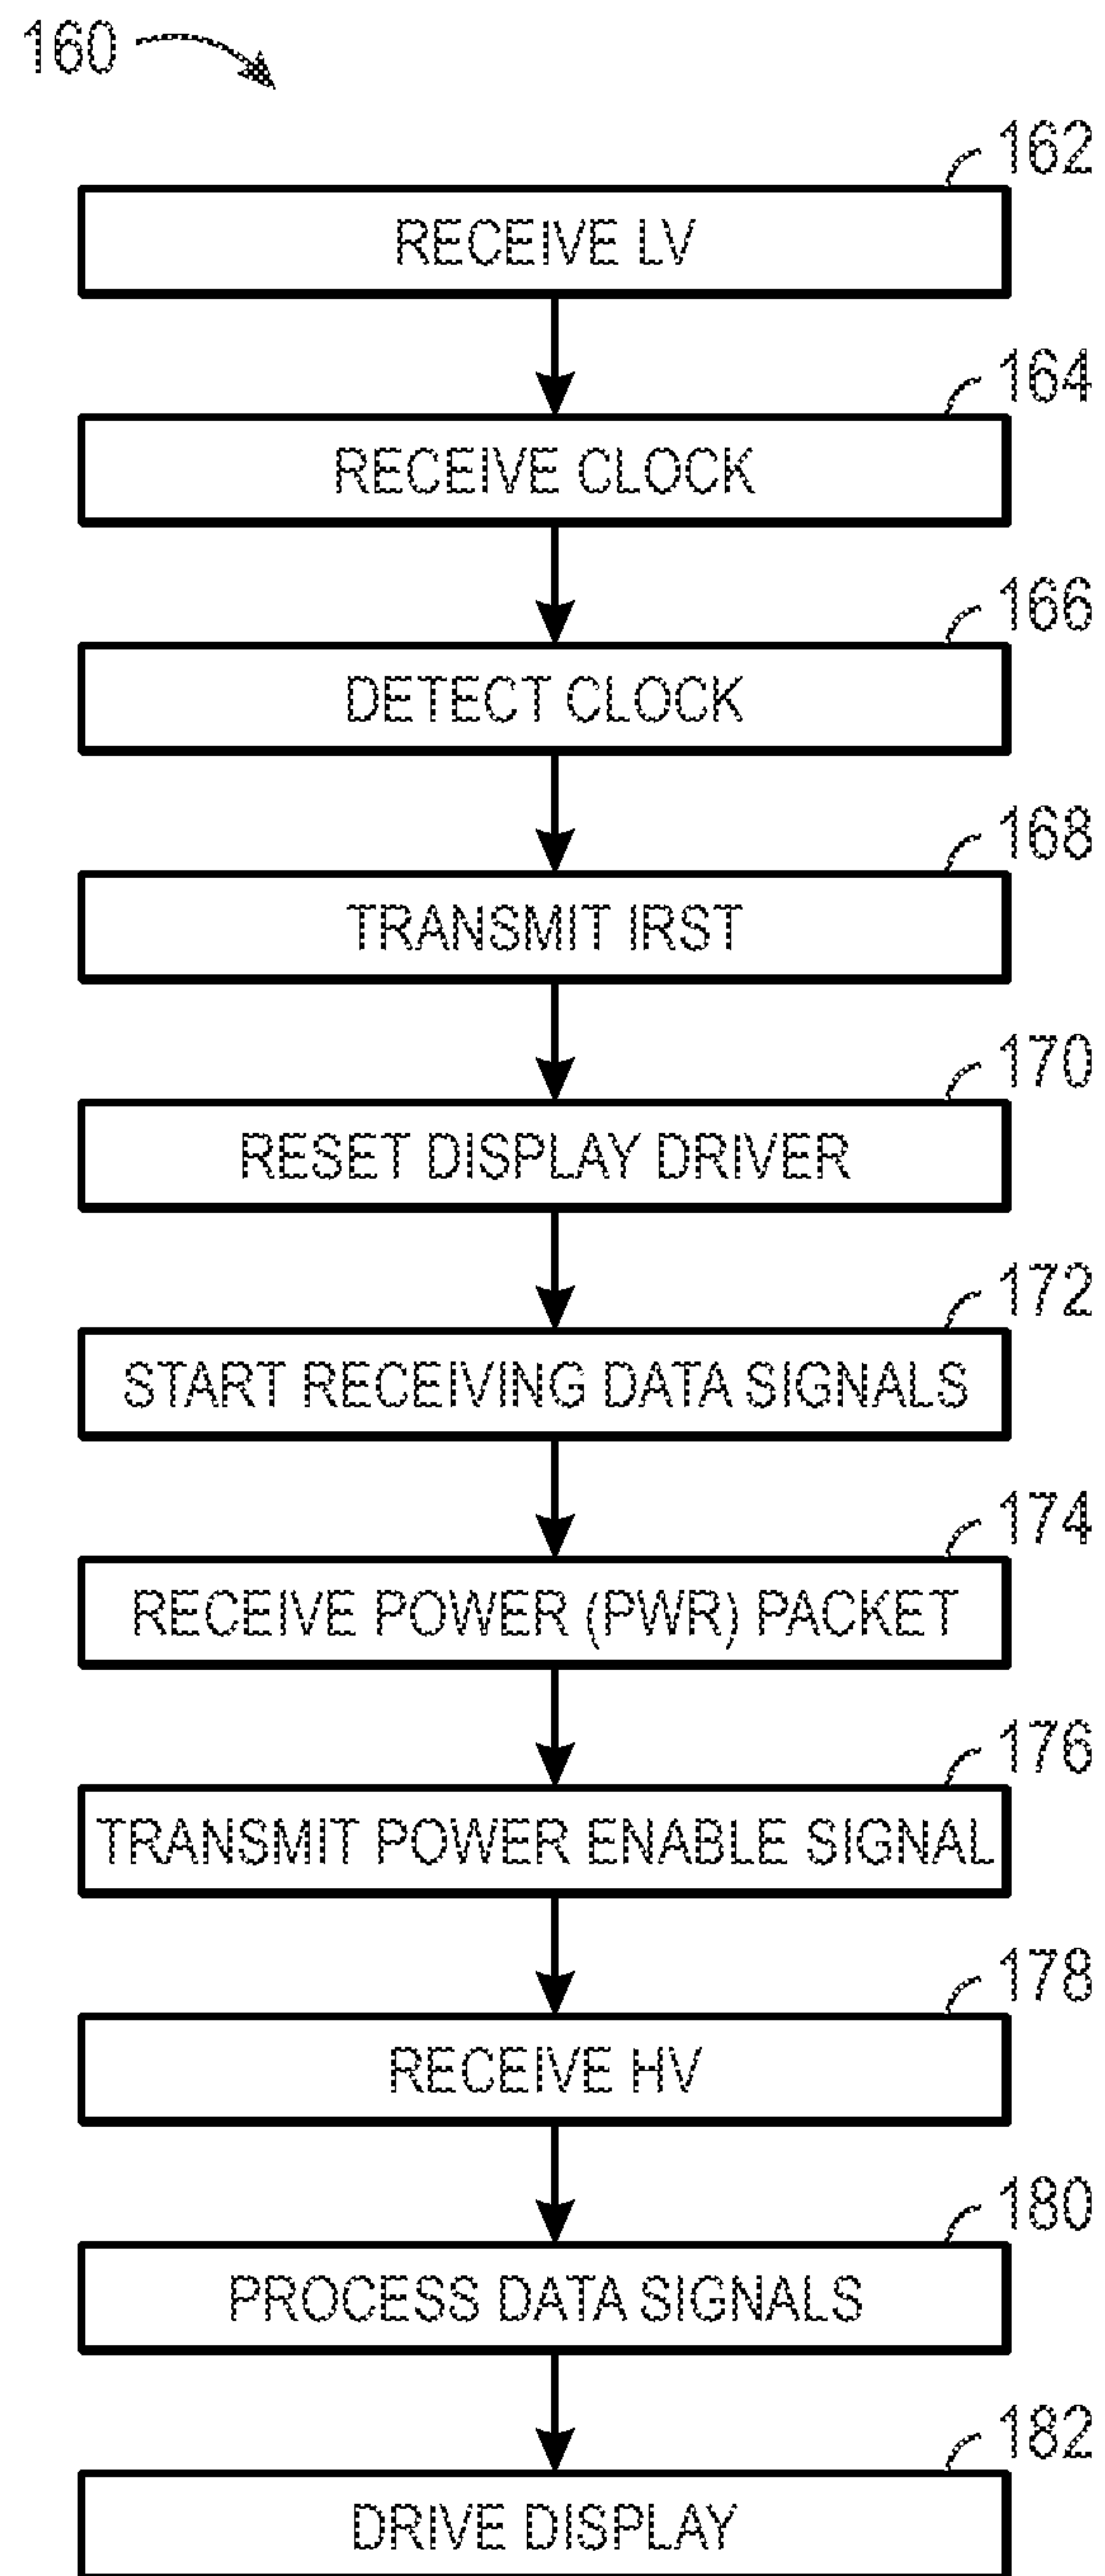 160
162
RECEIVE LV
164
RECEIVE CLOCK
166
DETECT CLOCK
168
TRANSMIT IRST
170
RESET DISPLAY DRIVER
172
START RECEIVING DATA SIGNALS
174
RECEIVE POWER (PWR) PACKET
176
TRANSMIT POWER ENABLE SIGNAL
178
RECEIVE HV
180
PROCESS DATA SIGNALS
182
DRIVE DISPLAY